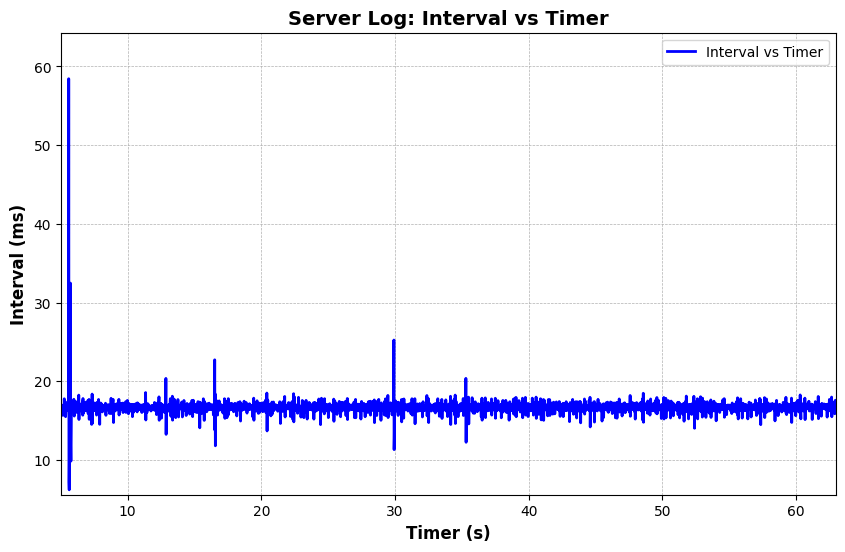 Server Log: Interval vs Timer
Interval vs Timer
60
50
40
30
20
10
Interval (ms)
10 20 30 40 50 60
Timer (s)